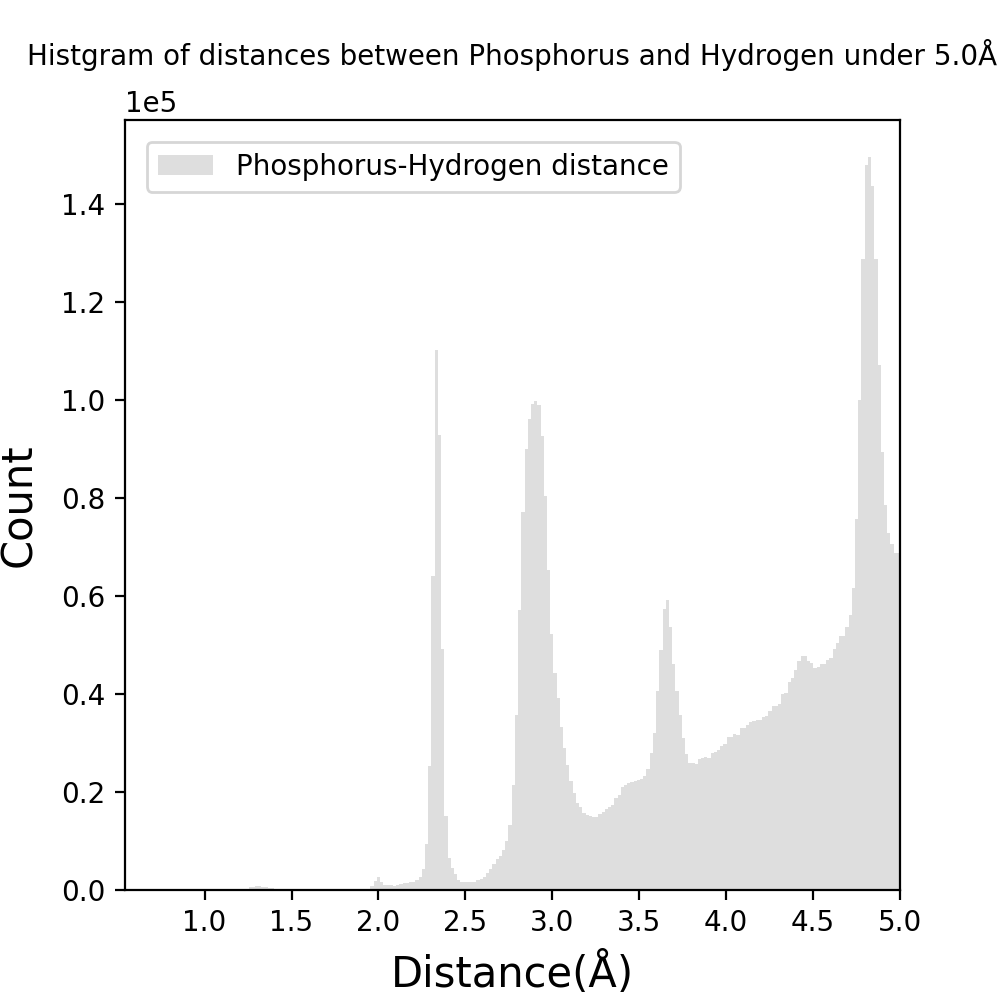 Histgram of distances between Phosphorus and Hydrogen under 5.0Å
1e5
Phosphorus-Hydrogen distance
1.4
1.2
1.0
0.8
0.6
0.4
0.2
0.0
Count
1.0 1.5 2.0 2.5 3.0 3.5 4.0 4.5 5.0
Distance(Å)